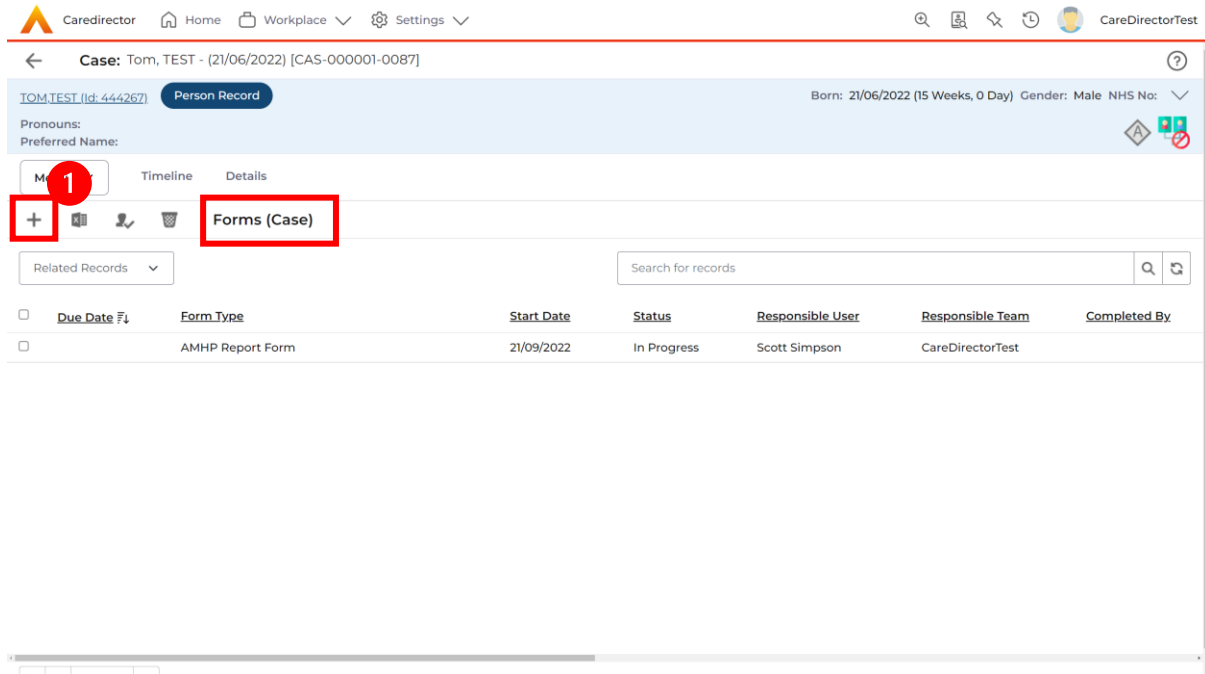 Caredirector Home Workplace Settings CareDirectorTest
Case: Tom, TEST - (21/06/2022) [CAS-000001-0087] ?
TOM,TEST (Id: 444267) Person Record Born: 21/06/2022 (15 Weeks, 0 Day) Gender: Male NHS No:
Pronouns:
Preferred Name:
A
1 Timeline Details
Forms (Case)
Related Records Search for records
Due Date Form Type Start Date Status Responsible User Responsible Team Completed By
AMHP Report Form 21/09/2022 In Progress Scott Simpson CareDirectorTest